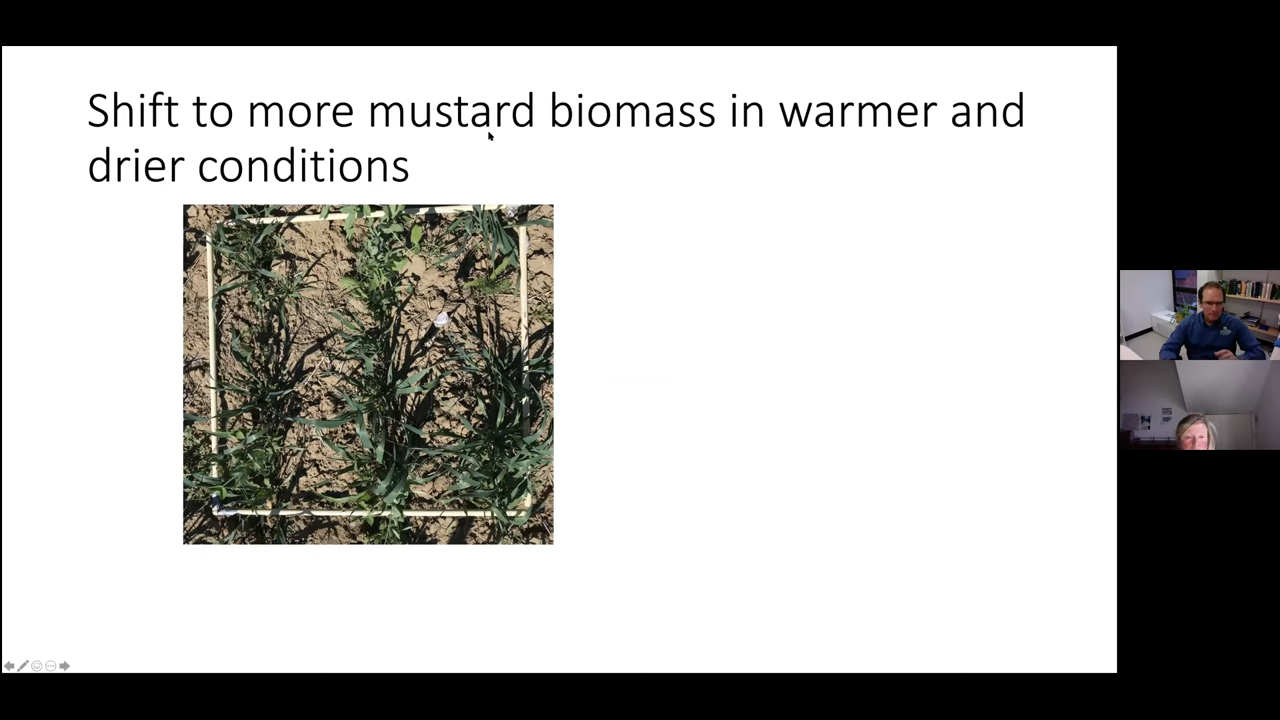 Shift to more mustard biomass in warmer and
drier conditions